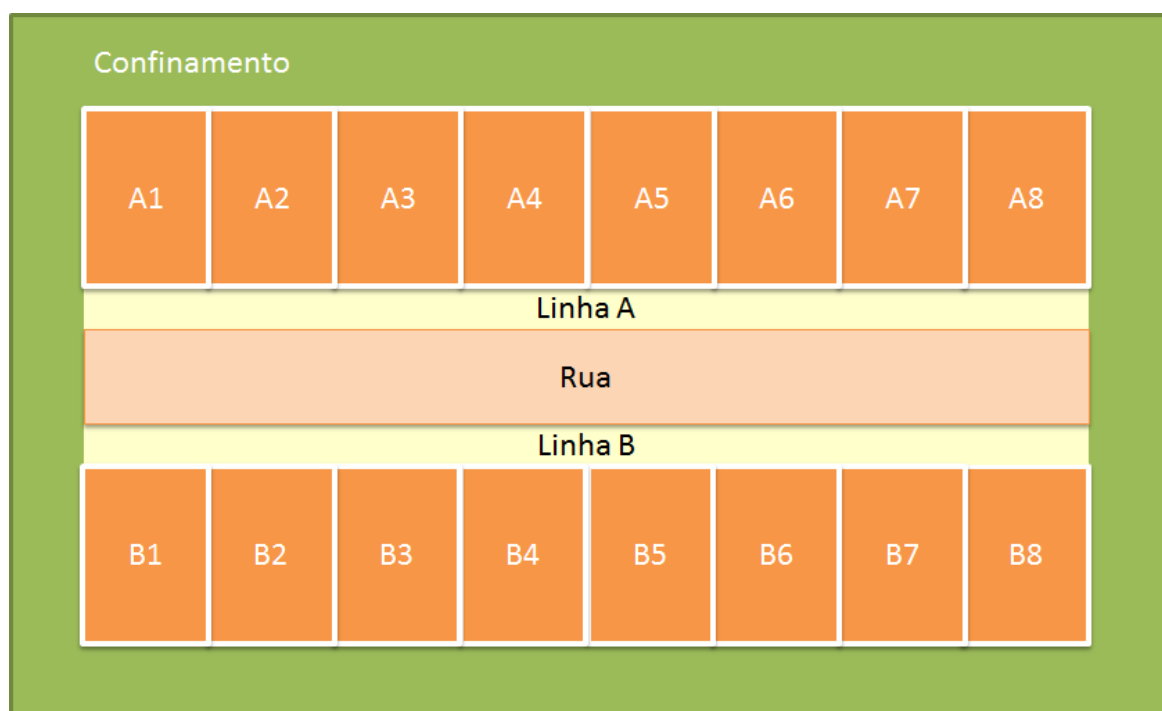 Confinamento
A1 A2 A3 A4 A5 A6 A7 A8
Linha A
Rua
Linha B
B1 B2 B3 B4 B5 B6 B7 B8